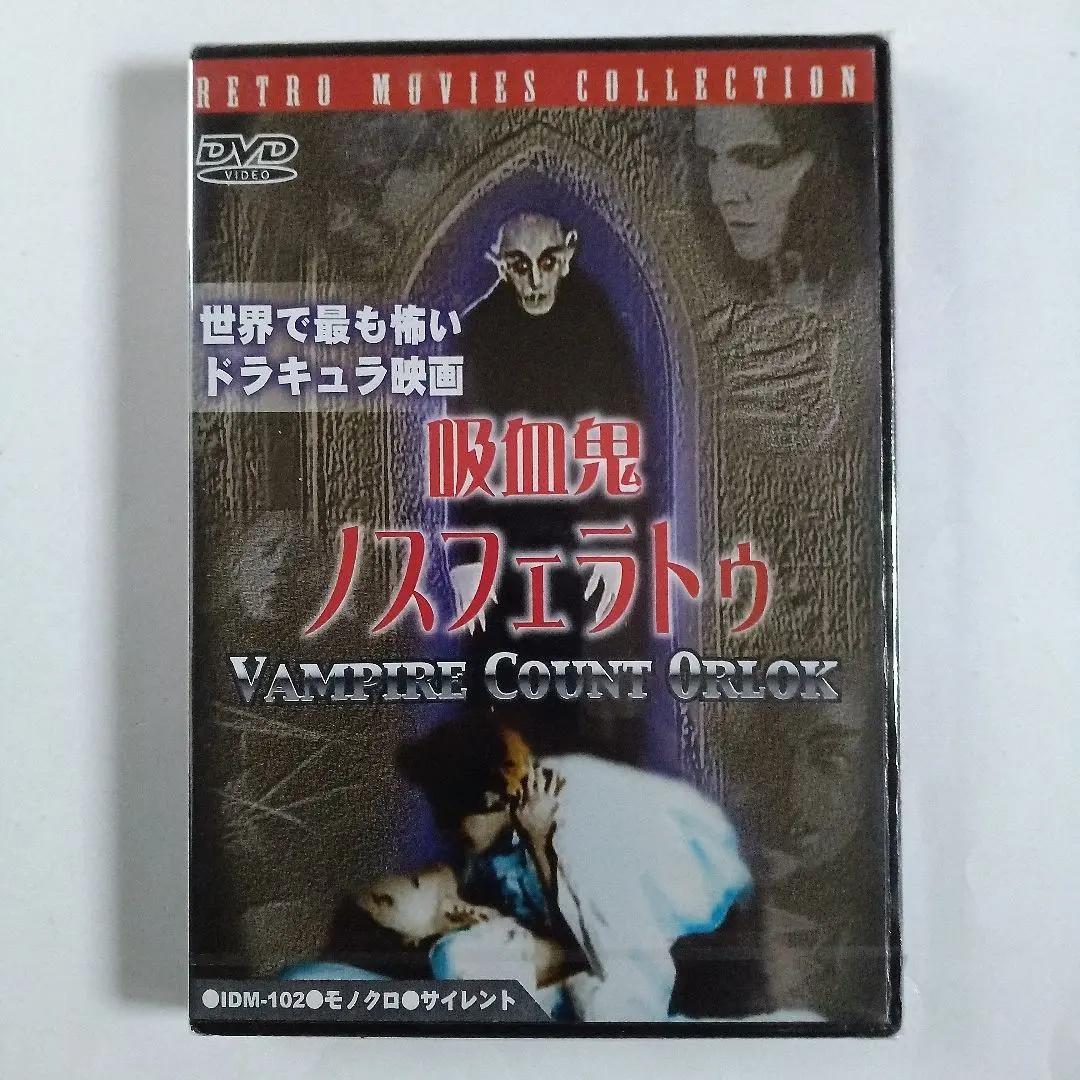 RETRO MOVIES COLLECTION
DVD
VIDEO
世界で最も怖い
ドラキュラ映画
吸血鬼
ノスフェラトゥ
VAMPIRE COUNT ORLOK
●IDM-102●モノクロ●サイレント